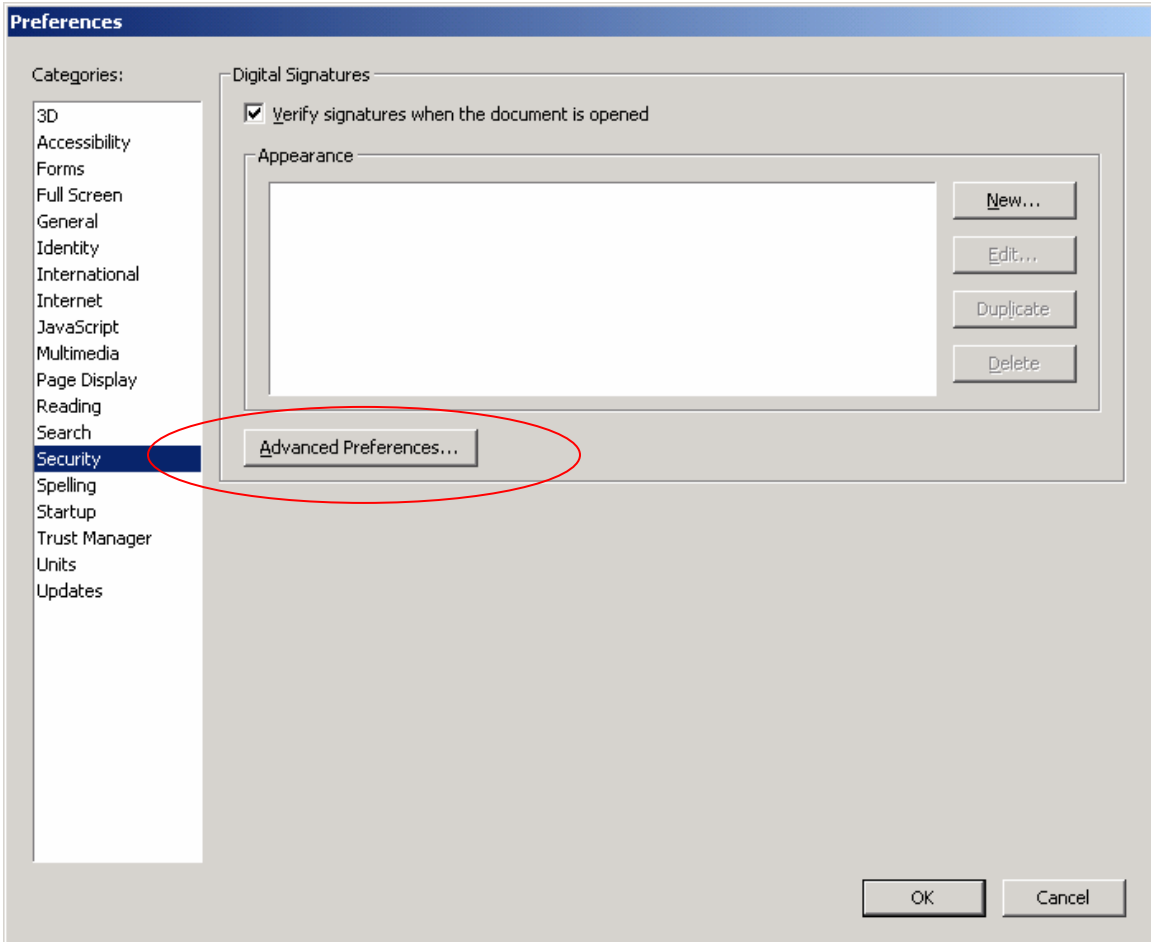 Preferences
Categories:
3D
Accessibility
Forms
Full Screen
General
Identity
International
Internet
JavaScript
Multimedia
Page Display
Reading
Search
Security
Spelling
Startup
Trust Manager
Units
Updates
Digital Signatures
Verify signatures when the document is opened
Appearance
New...
Edit...
Duplicate
Delete
Advanced Preferences...
OK
Cancel